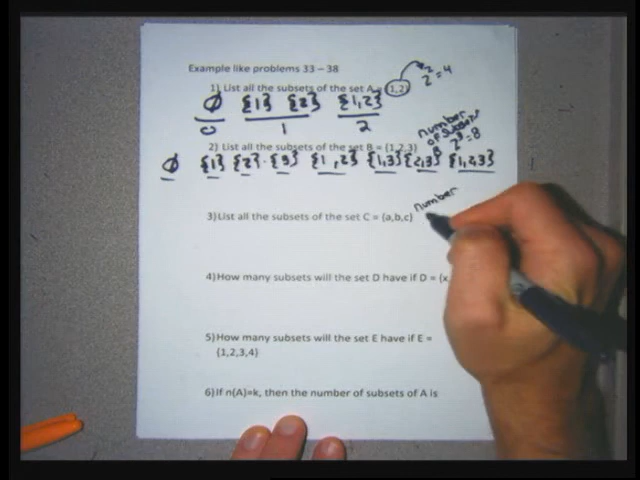 Example like problems 33 – 38
1) List all the subsets of the set A = {1,2}
2² = 4
∅ {1} {2} {1,2}
0 1 2
number
of subsets
2³ = 8
2) List all the subsets of the set B = {1,2,3}
∅ {1} {2} {3} {1,2} {1,3} {2,3} {1,2,3}
number
3) List all the subsets of the set C = {a,b,c}
4) How many subsets will the set D have if D = {x
5) How many subsets will the set E have if E =
{1,2,3,4}
6) If n(A)=k, then the number of subsets of A is